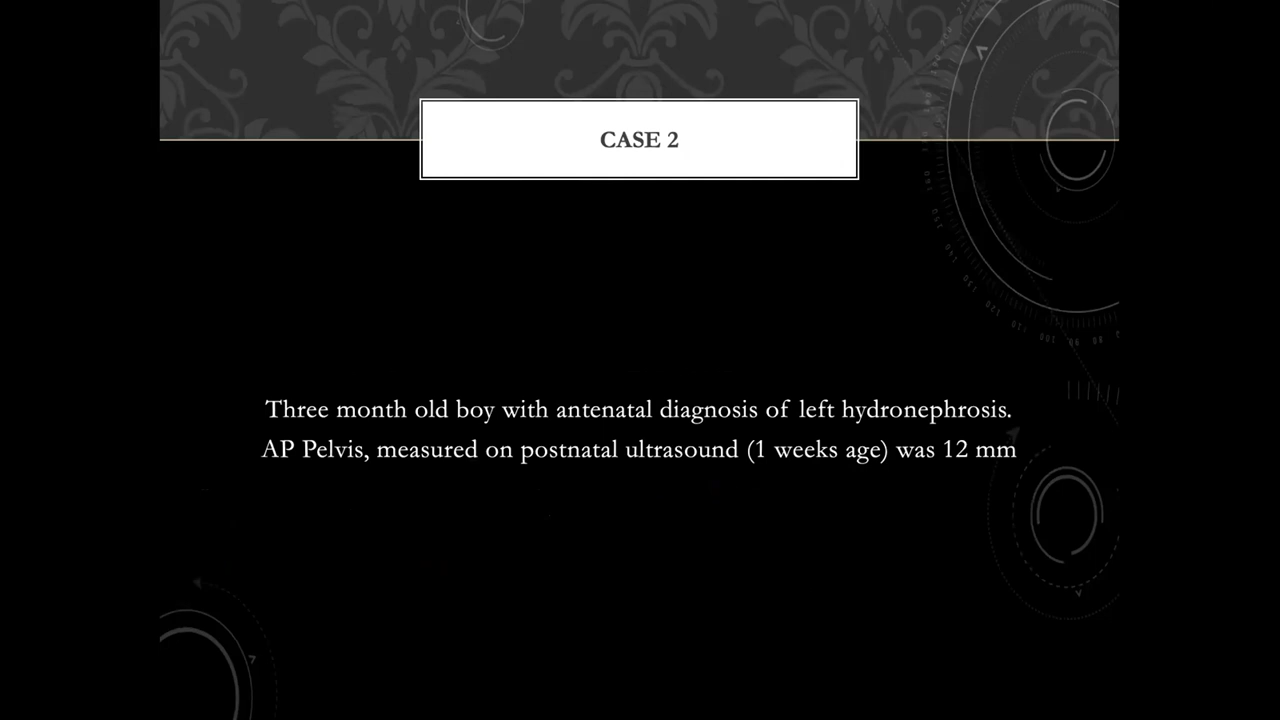 CASE 2
Three month old boy with antenatal diagnosis of left hydronephrosis.
AP Pelvis, measured on postnatal ultrasound (1 weeks age) was 12 mm